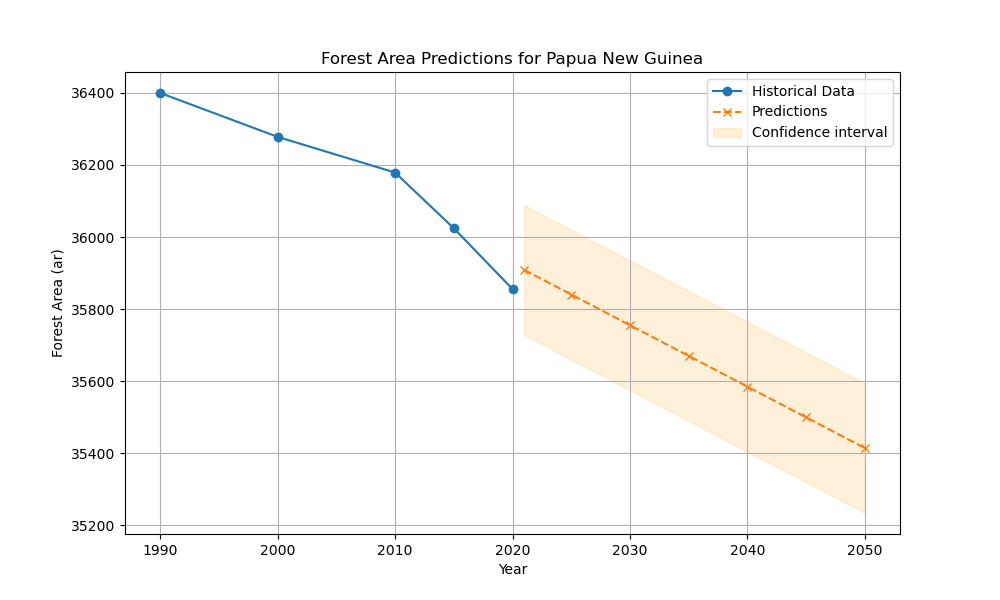 Forest Area Predictions for Papua New Guinea
Historical Data
Predictions
Confidence interval
36400
36200
36000
35800
35600
35400
35200
Forest Area (ar)
1990
2000
2010
2020
2030
2040
2050
Year